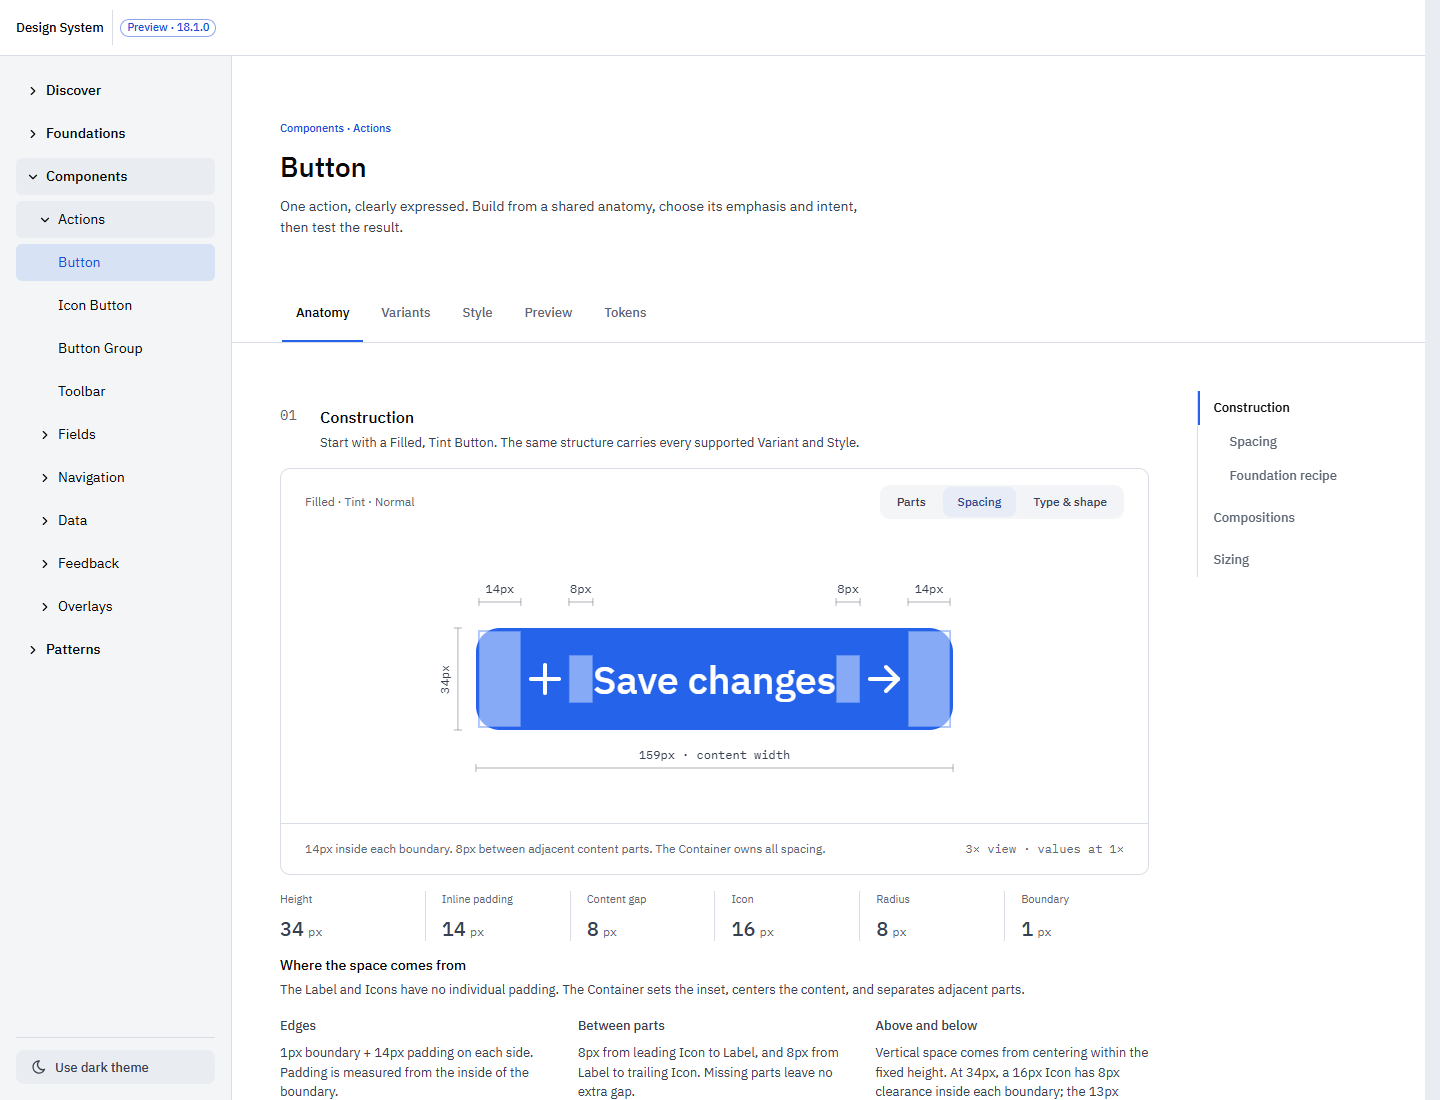 Design System
Preview · 18.1.0
Discover
Foundations
Components
Actions
Button
Icon Button
Button Group
Toolbar
Fields
Navigation
Data
Feedback
Overlays
Patterns
Use dark theme
Components · Actions
Button
One action, clearly expressed. Build from a shared anatomy, choose its emphasis and intent,
then test the result.
Anatomy
Variants
Style
Preview
Tokens
01
Construction
Start with a Filled, Tint Button. The same structure carries every supported Variant and Style.
Filled · Tint · Normal
Parts
Spacing
Type & shape
14px
8px
8px
14px
34px
Save changes
159px · content width
14px inside each boundary. 8px between adjacent content parts. The Container owns all spacing.
3× view · values at 1×
Height
34 px
Inline padding
14 px
Content gap
8 px
Icon
16 px
Radius
8 px
Boundary
1 px
Where the space comes from
The Label and Icons have no individual padding. The Container sets the inset, centers the content, and separates adjacent parts.
Edges
1px boundary + 14px padding on each side.
Padding is measured from the inside of the
boundary.
Between parts
8px from leading Icon to Label, and 8px from
Label to trailing Icon. Missing parts leave no
extra gap.
Above and below
Vertical space comes from centering within the
fixed height. At 34px, a 16px Icon has 8px
clearance inside each boundary; the 13px
Construction
Spacing
Foundation recipe
Compositions
Sizing